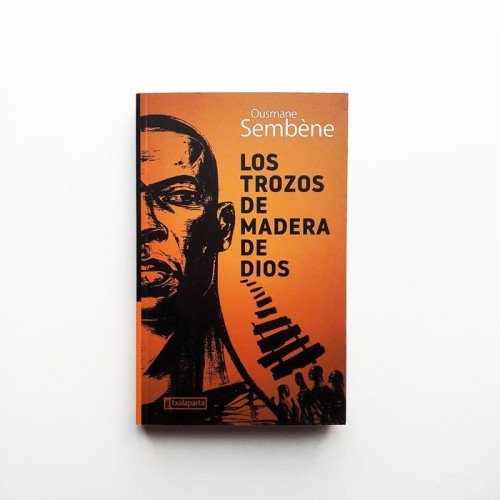 Ousmane
Sembène
LOS
TROZOS
DE
MADERA
DE
DIOS
txalaparta